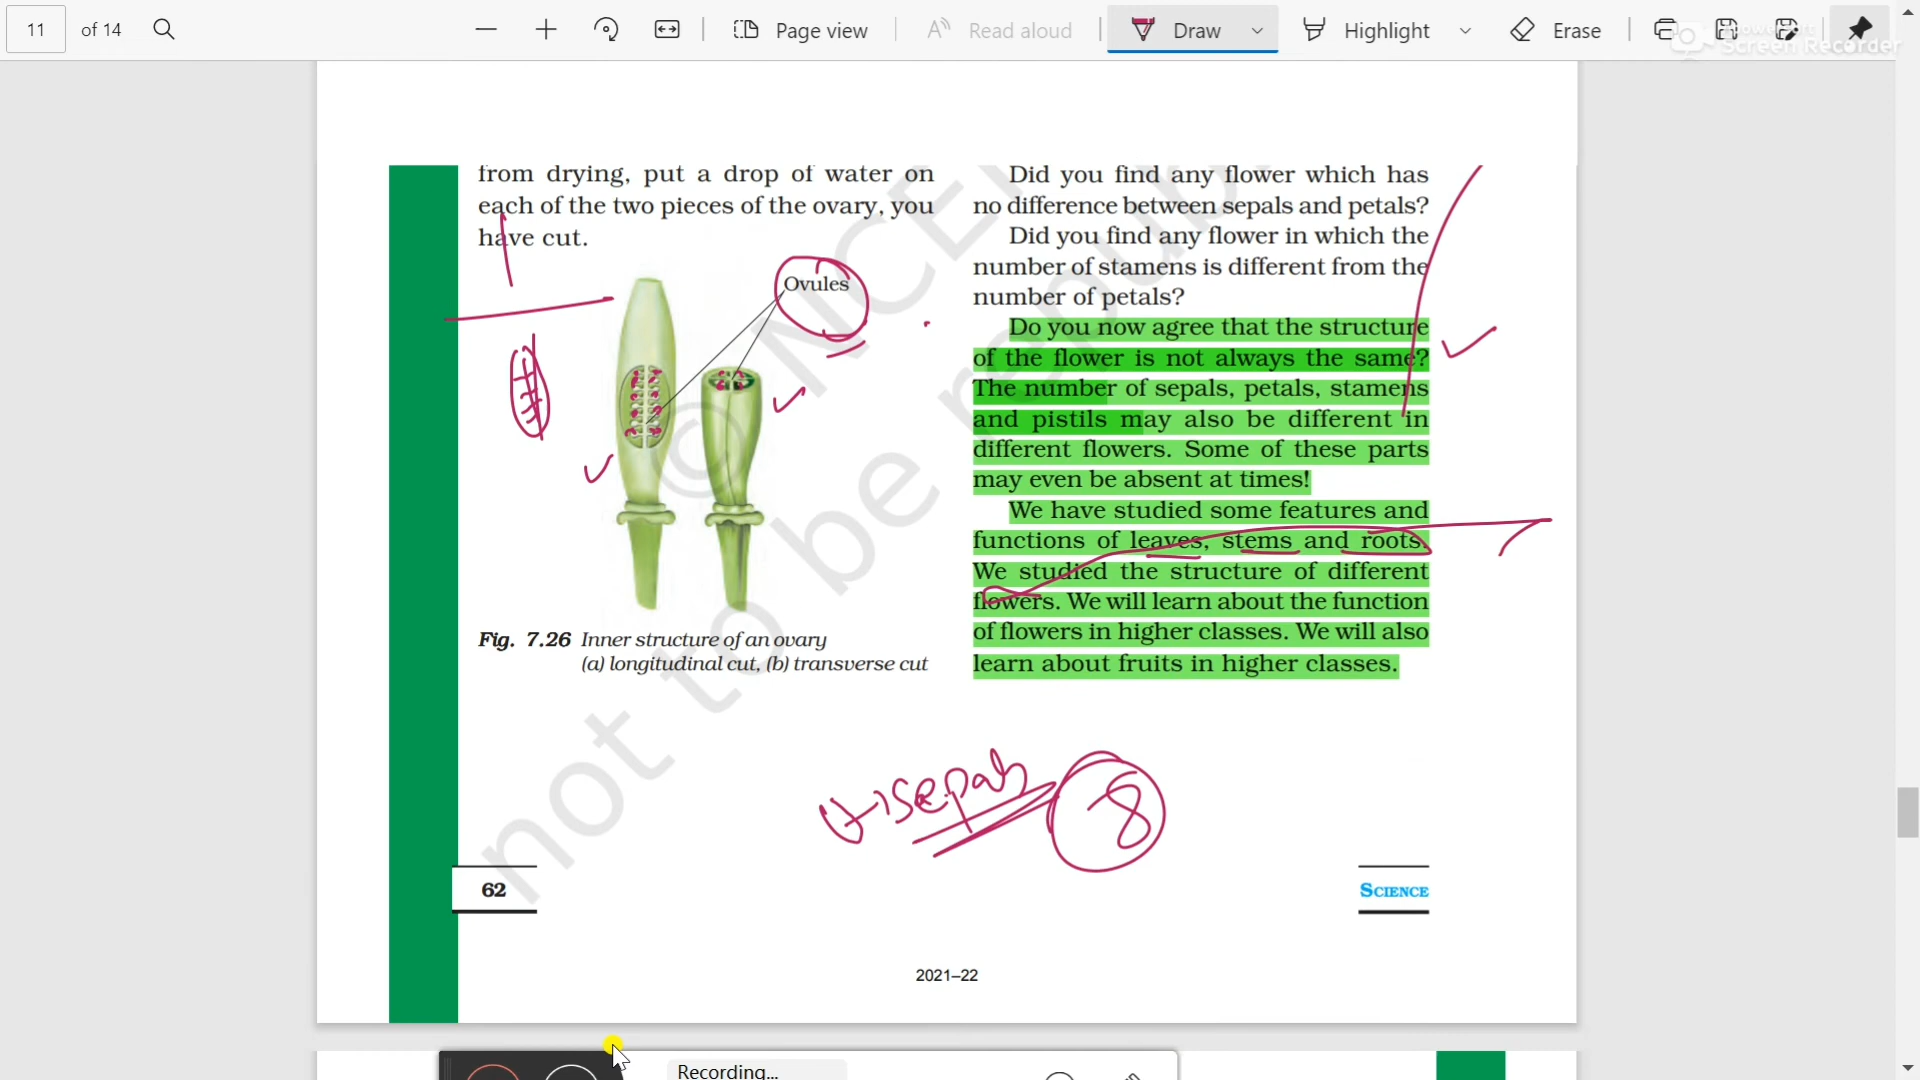 11 of 14
Page view
Read aloud
Draw
Highlight
Erase
Screen Recorder
from drying, put a drop of water on
each of the two pieces of the ovary, you
have cut.
Ovules
Fig. 7.26 Inner structure of an ovary
(a) longitudinal cut, (b) transverse cut
Did you find any flower which has
no difference between sepals and petals?
Did you find any flower in which the
number of stamens is different from the
number of petals?
Do you now agree that the structure
of the flower is not always the same?
The number of sepals, petals, stamens
and pistils may also be different in
different flowers. Some of these parts
may even be absent at times!
We have studied some features and
functions of leaves, stems and roots.
We studied the structure of different
flowers. We will learn about the function
of flowers in higher classes. We will also
learn about fruits in higher classes.
not to be repub
© NCE
sepals 8
62
SCIENCE
2021–22
Recording...